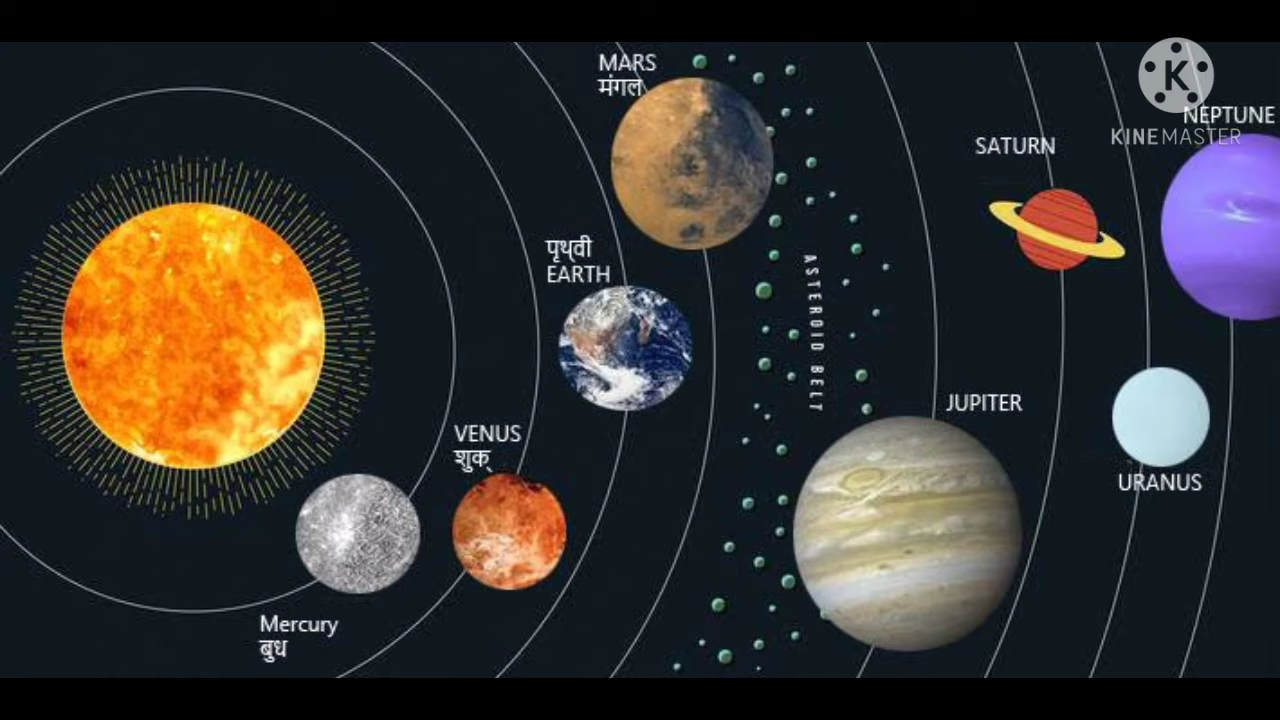 MARS
मंगल
NEPTUNE
KINEMASTER
SATURN
पृथ्वी
EARTH
ASTEROID BELT
JUPITER
VENUS
शुक्
URANUS
Mercury
बुध